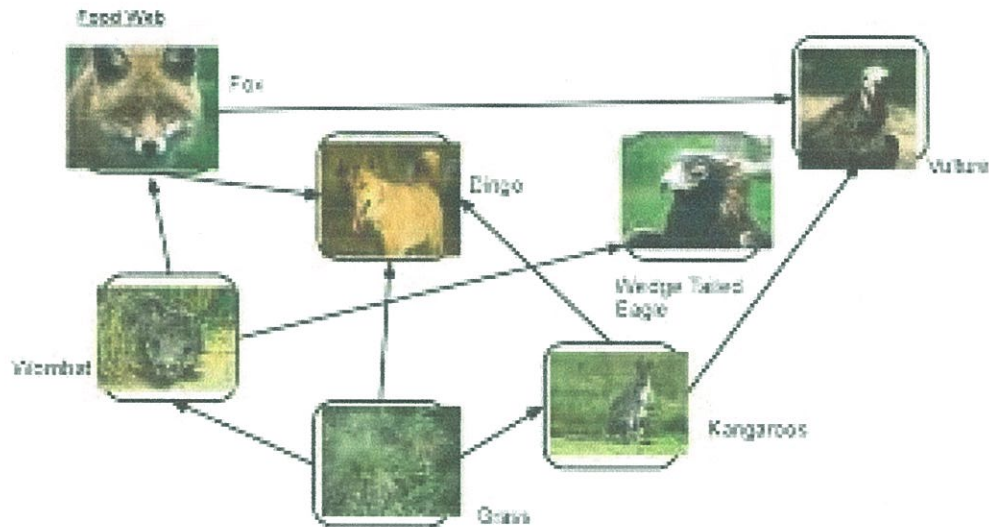 Food Web
Fox
Vulture
Dingo
Wedge Tailed
Eagle
Wombat
Kangaroos
Grass